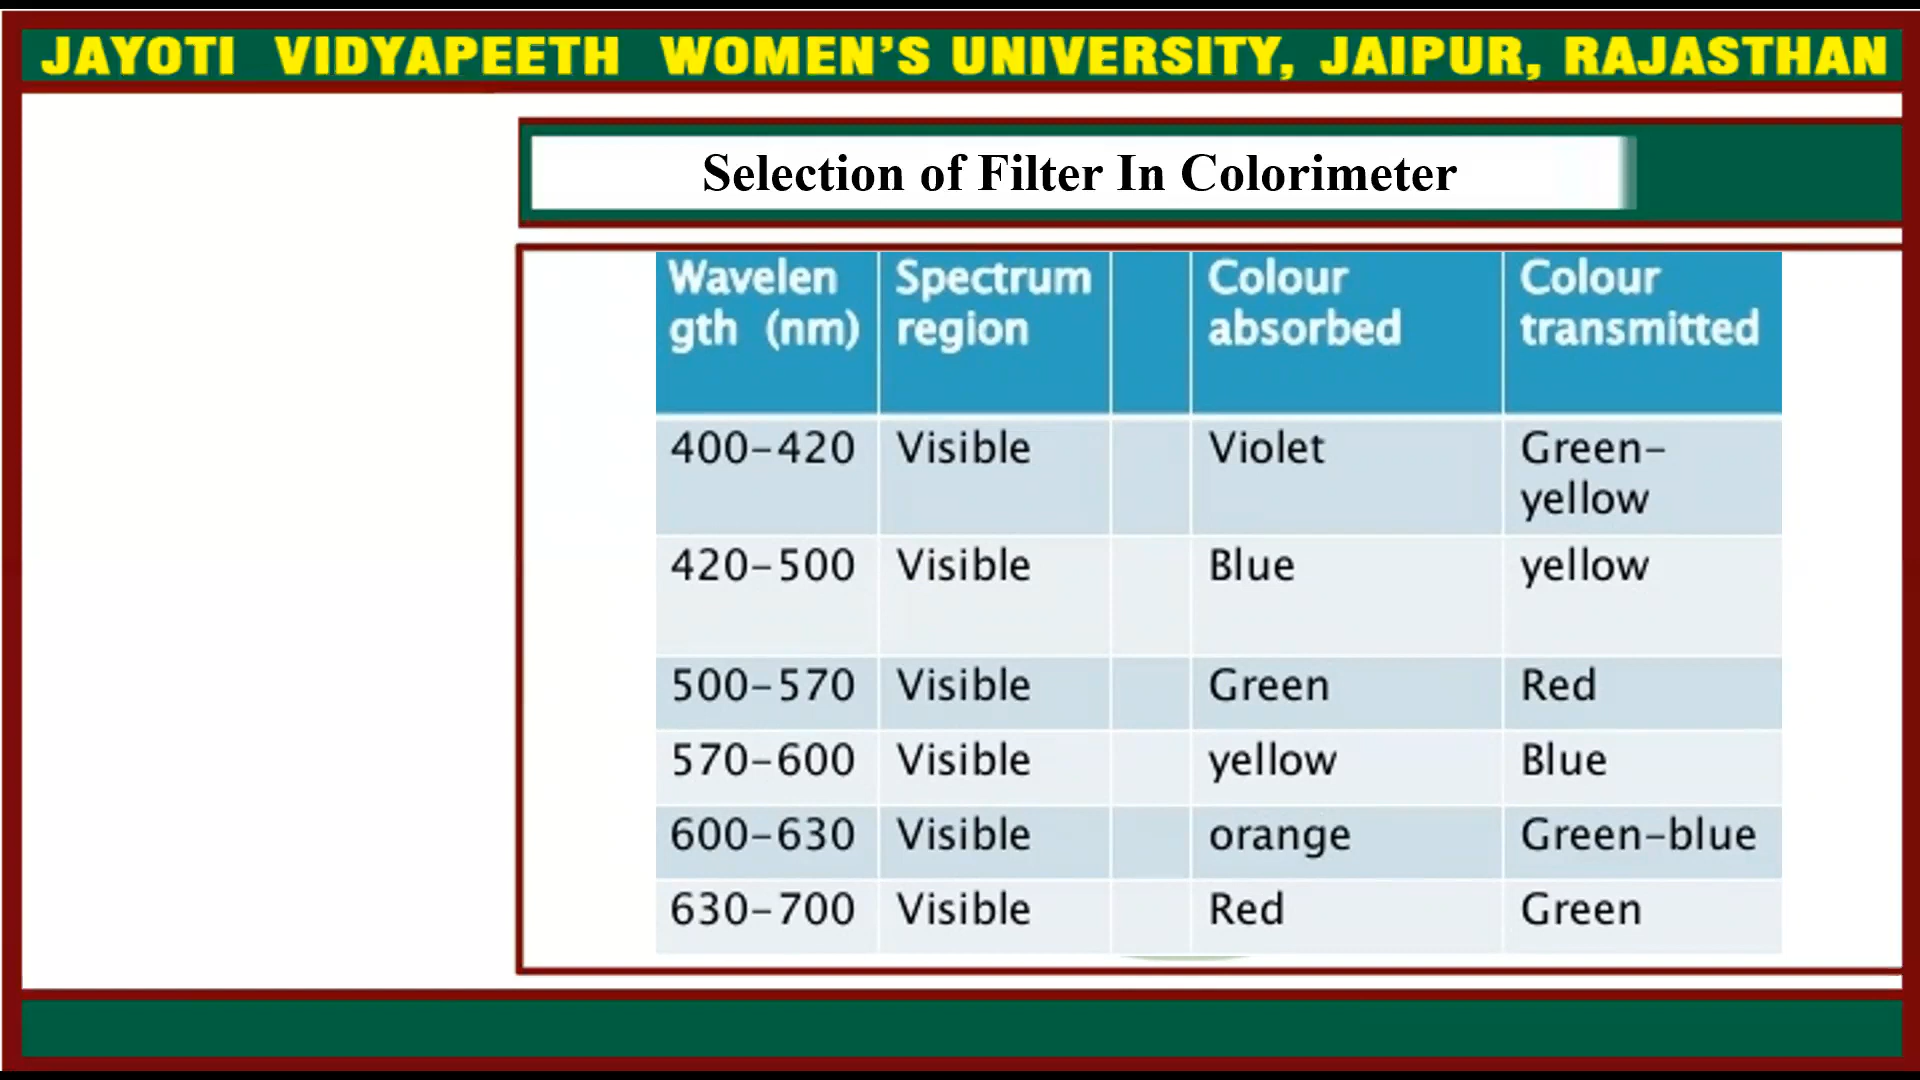 JAYOTI VIDYAPEETH WOMEN'S UNIVERSITY, JAIPUR, RAJASTHAN
Selection of Filter In Colorimeter
Wavelen gth (nm) Spectrum region Colour absorbed Colour transmitted
400-420 Visible Violet Green-yellow
420-500 Visible Blue yellow
500-570 Visible Green Red
570-600 Visible yellow Blue
600-630 Visible orange Green-blue
630-700 Visible Red Green